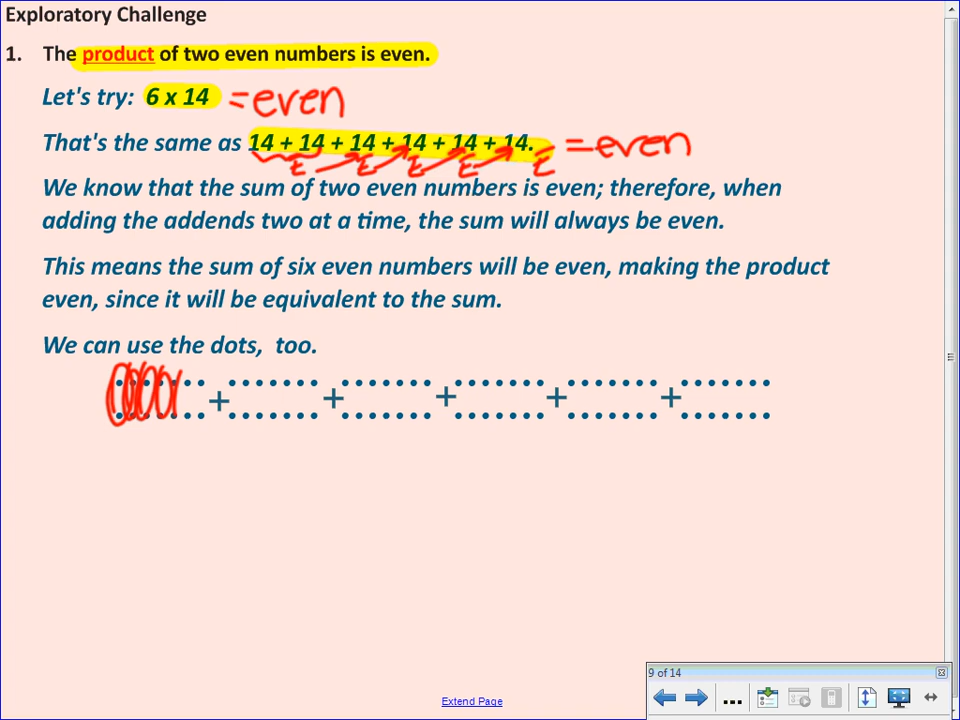 Exploratory Challenge
1. The product of two even numbers is even.
Let's try: 6 x 14 = even
That's the same as 14 + 14 + 14 + 14 + 14 + 14. = even
E E E E E
We know that the sum of two even numbers is even; therefore, when
adding the addends two at a time, the sum will always be even.
This means the sum of six even numbers will be even, making the product
even, since it will be equivalent to the sum.
We can use the dots, too.
+ + + + +
9 of 14
...
Extend Page